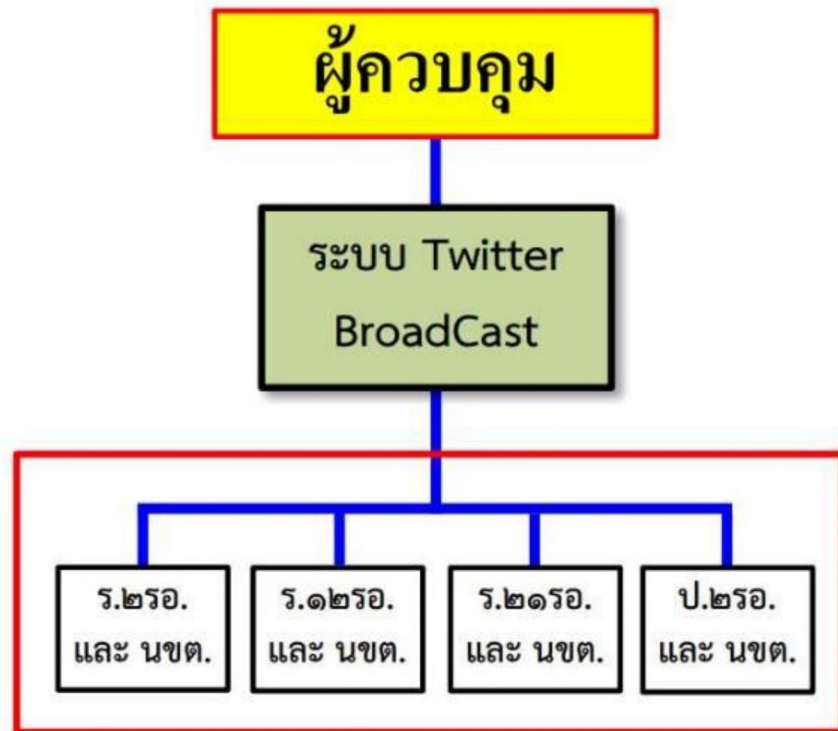 ผู้ควบคุม
ระบบ Twitter
BroadCast
ร.๒รอ.
และ นขต.
ร.๑๒รอ.
และ นขต.
ร.๒๑รอ.
และ นขต.
ป.๒รอ.
และ นขต.